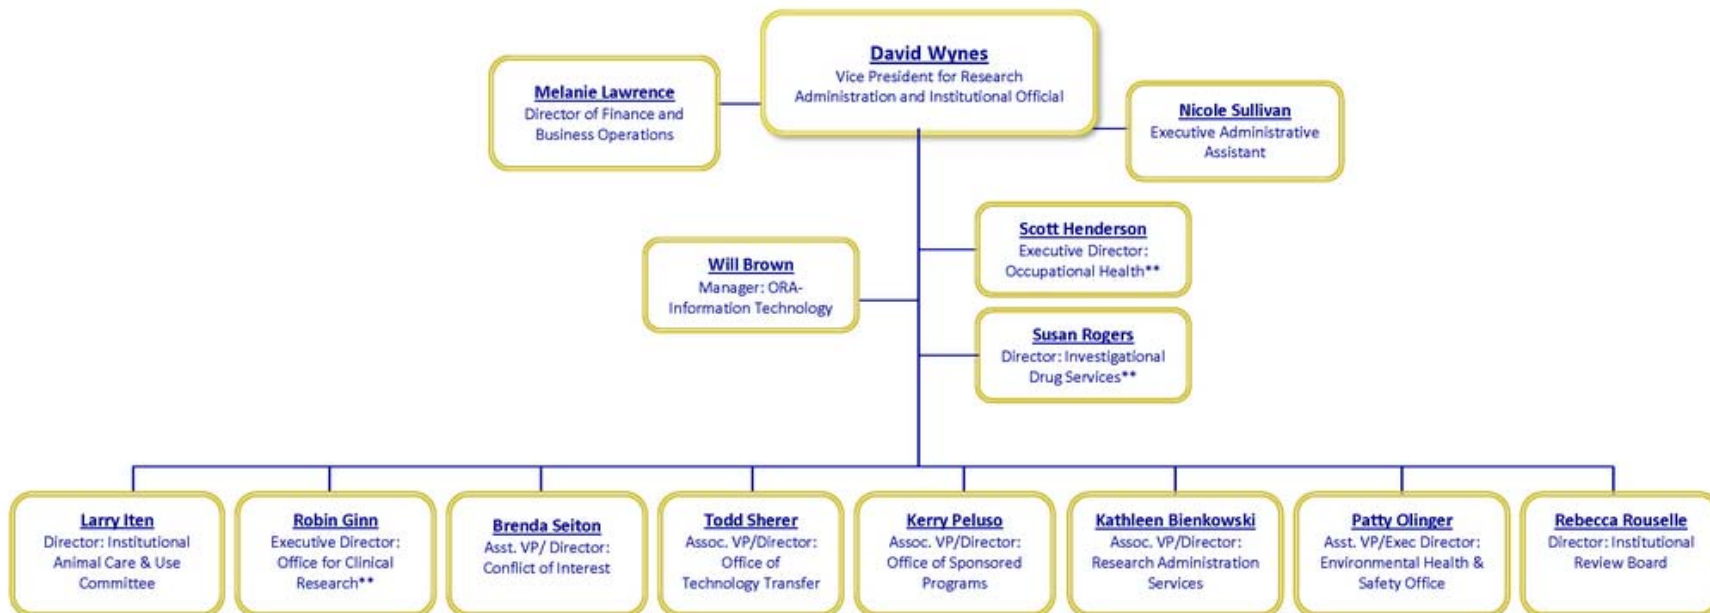 David Wynes
Vice President for Research
Administration and Institutional Official
Melanie Lawrence
Director of Finance and
Business Operations
Nicole Sullivan
Executive Administrative
Assistant
Scott Henderson
Executive Director:
Occupational Health**
Will Brown
Manager: ORA-
Information Technology
Susan Rogers
Director: Investigational
Drug Services**
Larry Iten
Director: Institutional
Animal Care & Use
Committee
Robin Ginn
Executive Director:
Office for Clinical
Research**
Brenda Seiton
Asst. VP/ Director:
Conflict of Interest
Todd Sherer
Assoc. VP/Director:
Office of
Technology Transfer
Kerry Peluso
Assoc. VP/Director:
Office of Sponsored
Programs
Kathleen Bienkowski
Assoc. VP/Director:
Research Administration
Services
Patty Olinger
Asst. VP/Exec Director:
Environmental Health &
Safety Office
Rebecca Rouselle
Director: Institutional
Review Board